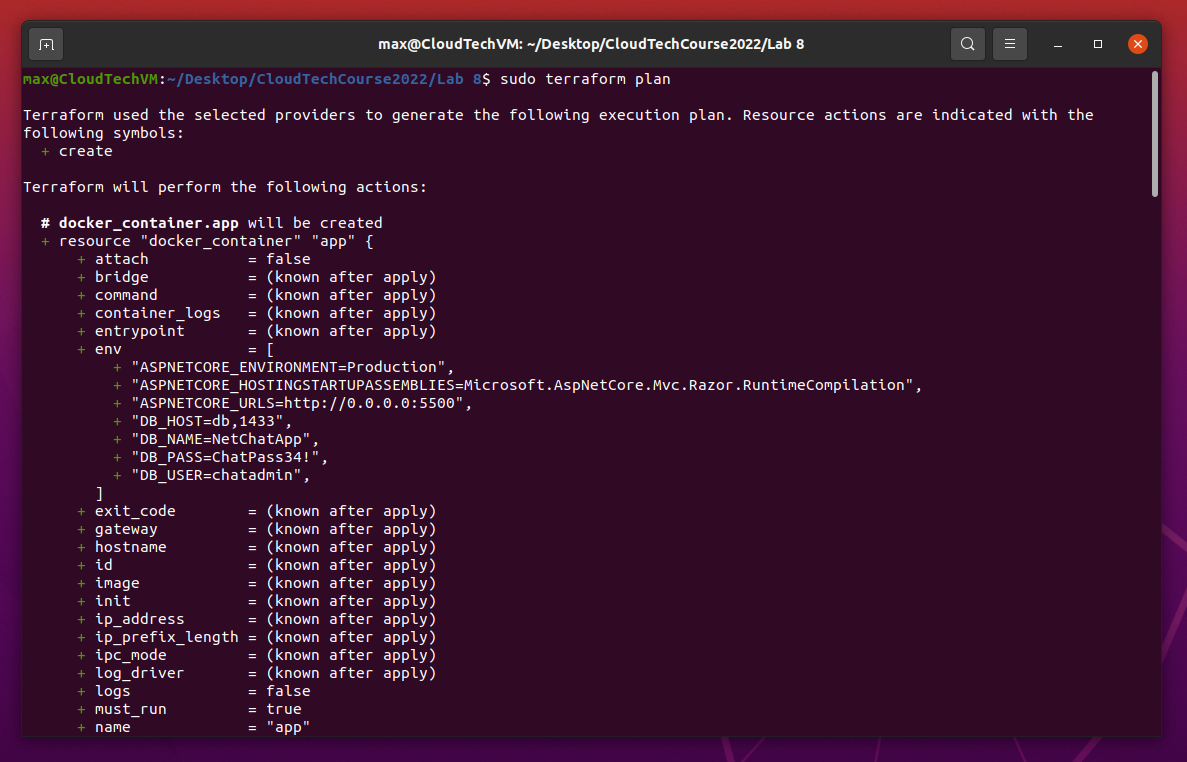 max@CloudTechVM: ~/Desktop/CloudTechCourse2022/Lab 8
max@CloudTechVM:~/Desktop/CloudTechCourse2022/Lab 8$ sudo terraform plan
Terraform used the selected providers to generate the following execution plan. Resource actions are indicated with the
following symbols:
+ create
Terraform will perform the following actions:
# docker_container.app will be created
+ resource "docker_container" "app" {
+ attach = false
+ bridge = (known after apply)
+ command = (known after apply)
+ container_logs = (known after apply)
+ entrypoint = (known after apply)
+ env = [
+ "ASPNETCORE_ENVIRONMENT=Production",
+ "ASPNETCORE_HOSTINGSTARTUPASSEMBLIES=Microsoft.AspNetCore.Mvc.Razor.RuntimeCompilation",
+ "ASPNETCORE_URLS=http://0.0.0.0:5500",
+ "DB_HOST=db,1433",
+ "DB_NAME=NetChatApp",
+ "DB_PASS=ChatPass34!",
+ "DB_USER=chatadmin",
]
+ exit_code = (known after apply)
+ gateway = (known after apply)
+ hostname = (known after apply)
+ id = (known after apply)
+ image = (known after apply)
+ init = (known after apply)
+ ip_address = (known after apply)
+ ip_prefix_length = (known after apply)
+ ipc_mode = (known after apply)
+ log_driver = (known after apply)
+ logs = false
+ must_run = true
+ name = "app"